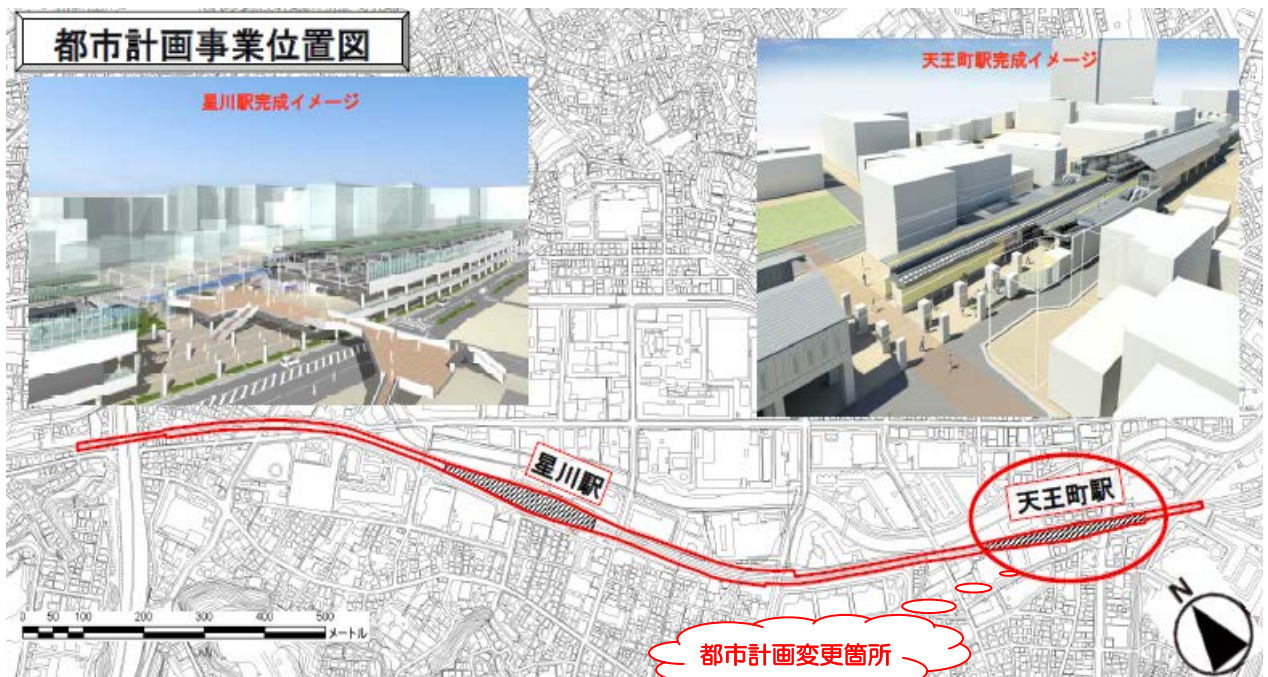 都市計画事業位置図
星川駅完成イメージ
天王町駅完成イメージ
星川駅
天王町駅
0 50 100 200 300 400 500
メートル
都市計画変更箇所
N